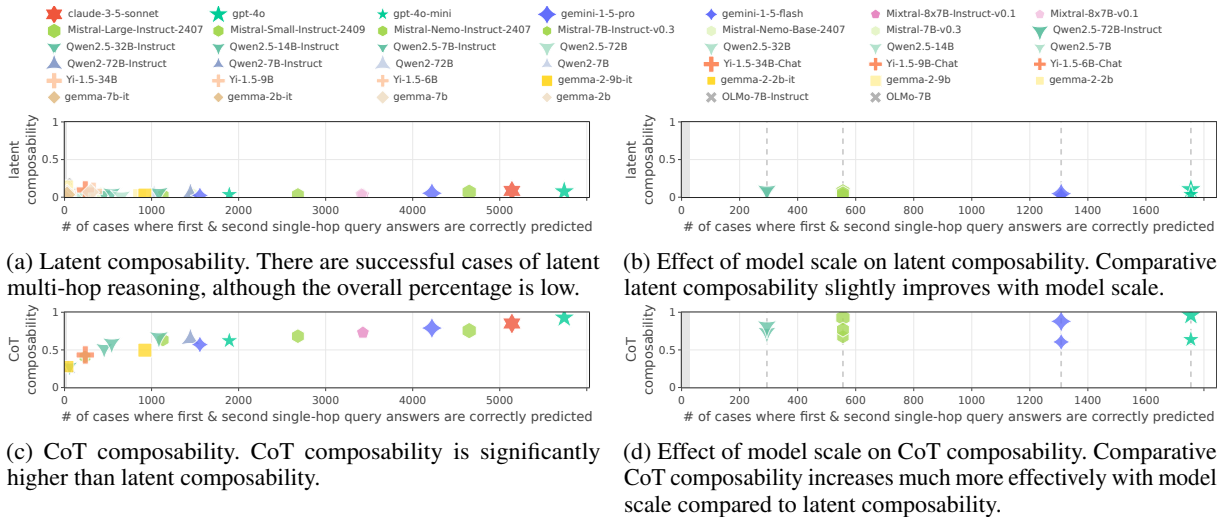 claude-3-5-sonnet gpt-4o gpt-4o-mini gemini-1-5-pro gemini-1-5-flash Mixtral-8x7B-Instruct-v0.1 Mixtral-8x7B-v0.1
Mistral-Large-Instruct-2407 Mistral-Small-Instruct-2409 Mistral-Nemo-Instruct-2407 Mistral-7B-Instruct-v0.3 Mistral-Nemo-Base-2407 Mistral-7B-v0.3 Qwen2.5-72B-Instruct
Qwen2.5-32B-Instruct Qwen2.5-14B-Instruct Qwen2.5-7B-Instruct Qwen2.5-72B Qwen2.5-32B Qwen2.5-14B Qwen2.5-7B
Qwen2-72B-Instruct Qwen2-7B-Instruct Qwen2-72B Qwen2-7B Yi-1.5-34B-Chat Yi-1.5-9B-Chat Yi-1.5-6B-Chat
Yi-1.5-34B Yi-1.5-9B Yi-1.5-6B gemma-2-9b-it gemma-2-2b-it gemma-2-9b gemma-2-2b
gemma-7b-it gemma-2b-it gemma-7b gemma-2b OLMo-7B-Instruct OLMo-7B
latent
composability
1
0.5
0
0 1000 2000 3000 4000 5000
# of cases where first & second single-hop query answers are correctly predicted
(a) Latent composability. There are successful cases of latent
multi-hop reasoning, although the overall percentage is low.
latent
composability
1
0.5
0
0 200 400 600 800 1000 1200 1400 1600
# of cases where first & second single-hop query answers are correctly predicted
(b) Effect of model scale on latent composability. Comparative
latent composability slightly improves with model scale.
CoT
composability
1
0.5
0
0 1000 2000 3000 4000 5000
# of cases where first & second single-hop query answers are correctly predicted
(c) CoT composability. CoT composability is significantly
higher than latent composability.
CoT
composability
1
0.5
0
0 200 400 600 800 1000 1200 1400 1600
# of cases where first & second single-hop query answers are correctly predicted
(d) Effect of model scale on CoT composability. Comparative
CoT composability increases much more effectively with model
scale compared to latent composability.